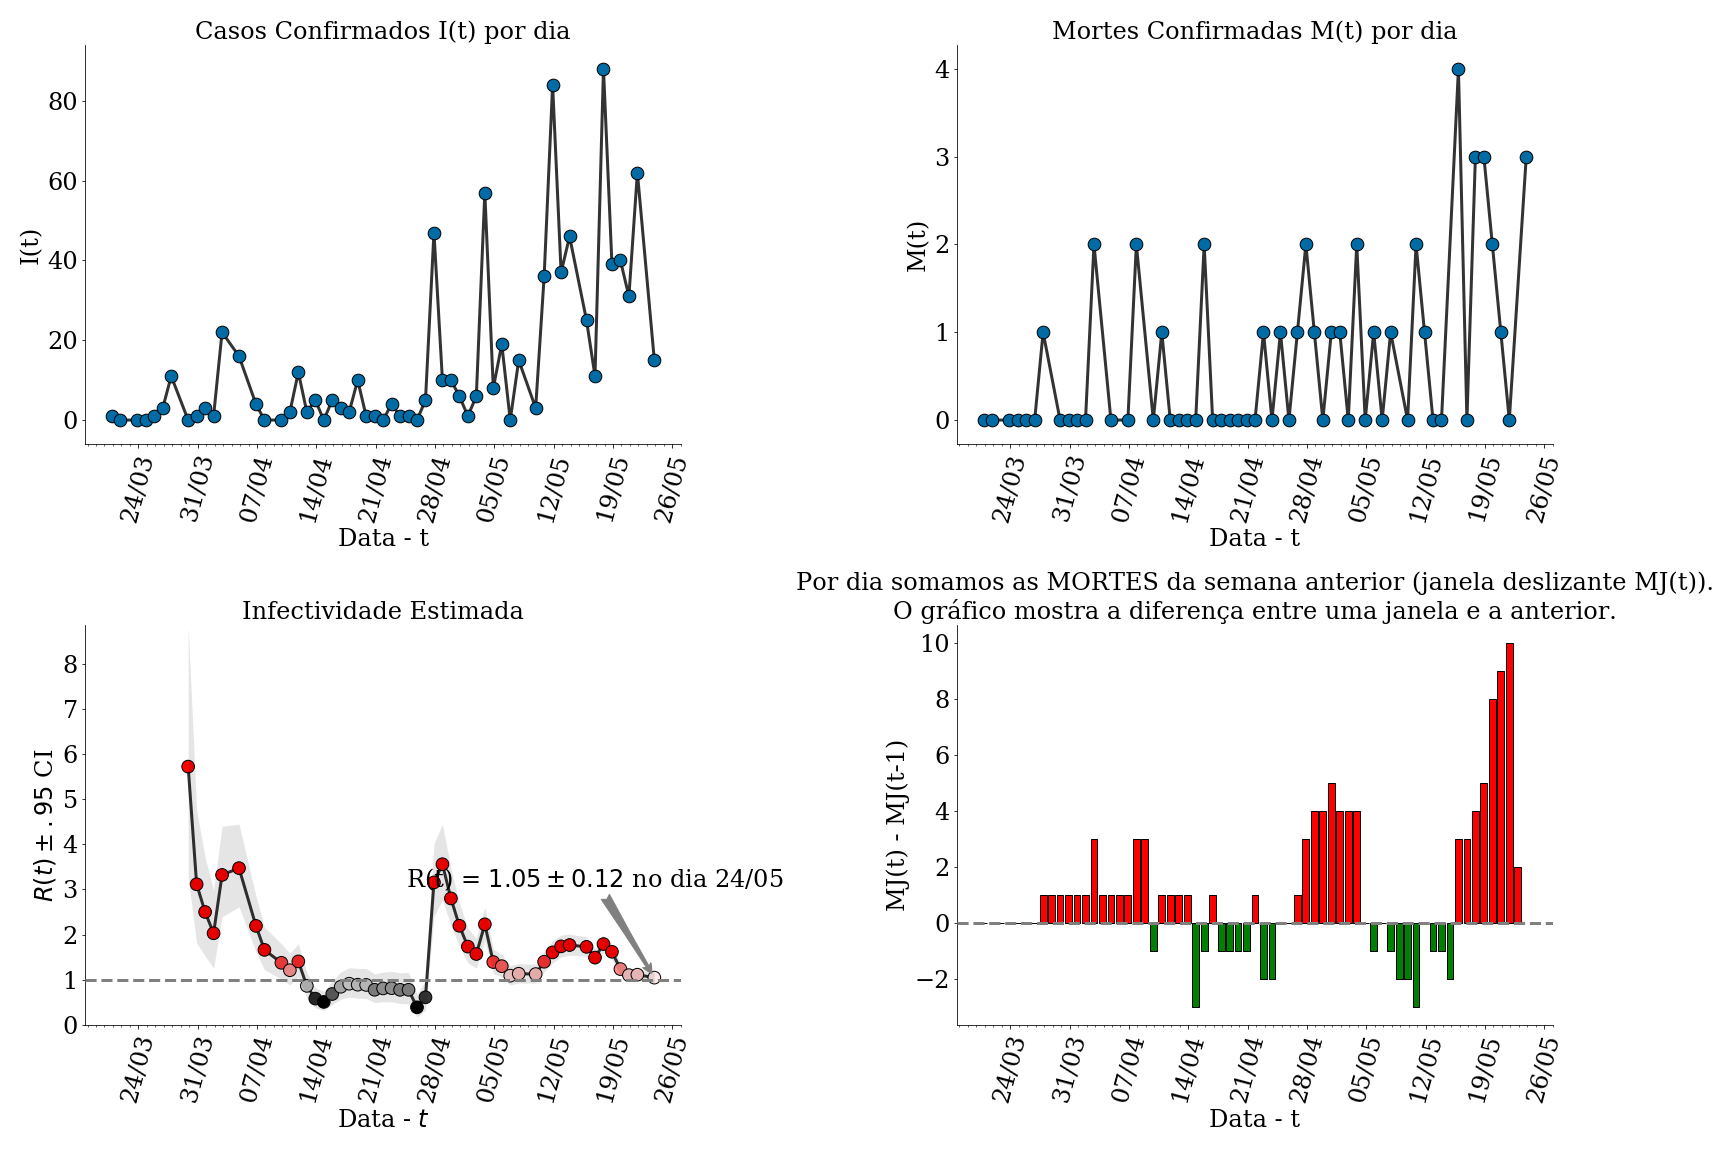 Casos Confirmados I(t) por dia
I(t)
80
60
40
20
0
24/03 31/03 07/04 14/04 21/04 28/04 05/05 12/05 19/05 26/05
Data - t
Mortes Confirmadas M(t) por dia
M(t)
4
3
2
1
0
24/03 31/03 07/04 14/04 21/04 28/04 05/05 12/05 19/05 26/05
Data - t
Infectividade Estimada
R(t) ± .95 CI
8
7
6
5
4
3
2
1
0
R(t) = 1.05 ± 0.12 no dia 24/05
24/03 31/03 07/04 14/04 21/04 28/04 05/05 12/05 19/05 26/05
Data - t
Por dia somamos as MORTES da semana anterior (janela deslizante MJ(t)).
O gráfico mostra a diferença entre uma janela e a anterior.
MJ(t) - MJ(t-1)
10
8
6
4
2
0
−2
24/03 31/03 07/04 14/04 21/04 28/04 05/05 12/05 19/05 26/05
Data - t